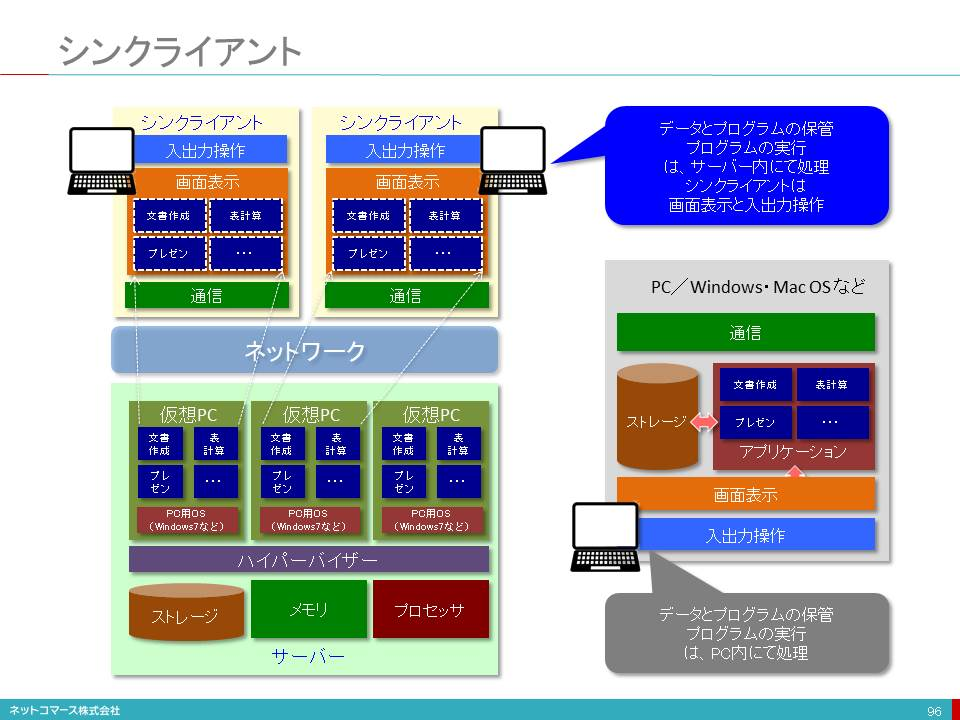 シンクライアント
シンクライアント
入出力操作
画面表示
文書作成
表計算
プレゼン
…
通信
シンクライアント
入出力操作
画面表示
文書作成
表計算
プレゼン
…
通信
ネットワーク
仮想PC
文書
作成
表
計算
プレ
ゼン
…
PC用OS
（Windows7など）
仮想PC
文書
作成
表
計算
プレ
ゼン
…
PC用OS
（Windows7など）
仮想PC
文書
作成
表
計算
プレ
ゼン
…
PC用OS
（Windows7など）
ハイパーバイザー
ストレージ
メモリ
プロセッサ
サーバー
データとプログラムの保管
プログラムの実行
は、サーバー内にて処理
シンクライアントは
画面表示と入出力操作
PC／Windows・Mac OSなど
通信
ストレージ
文書作成
表計算
プレゼン
…
アプリケーション
画面表示
入出力操作
データとプログラムの保管
プログラムの実行
は、PC内にて処理
ネットコマース株式会社
96